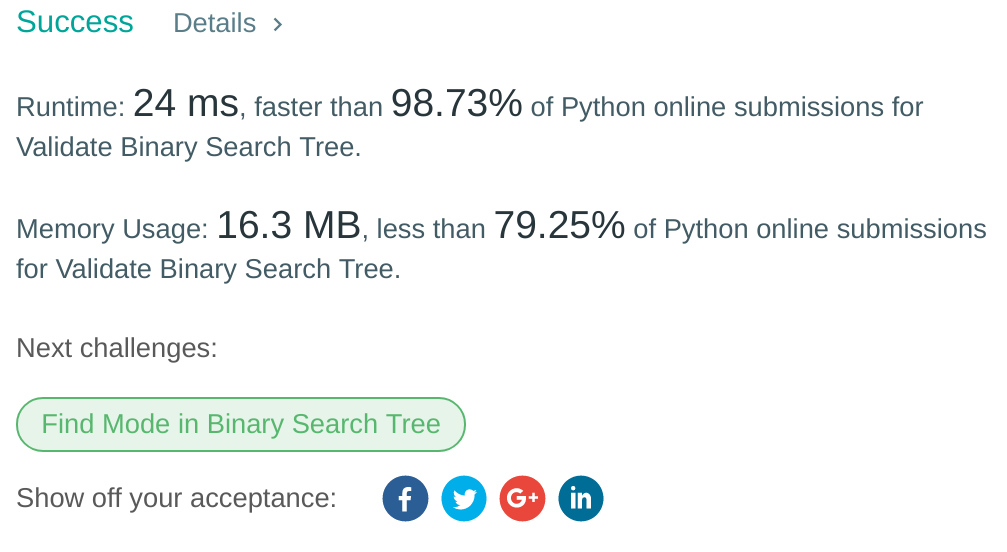 Success Details >
Runtime: 24 ms, faster than 98.73% of Python online submissions for
Validate Binary Search Tree.
Memory Usage: 16.3 MB, less than 79.25% of Python online submissions
for Validate Binary Search Tree.
Next challenges:
Find Mode in Binary Search Tree
Show off your acceptance: f G+ in